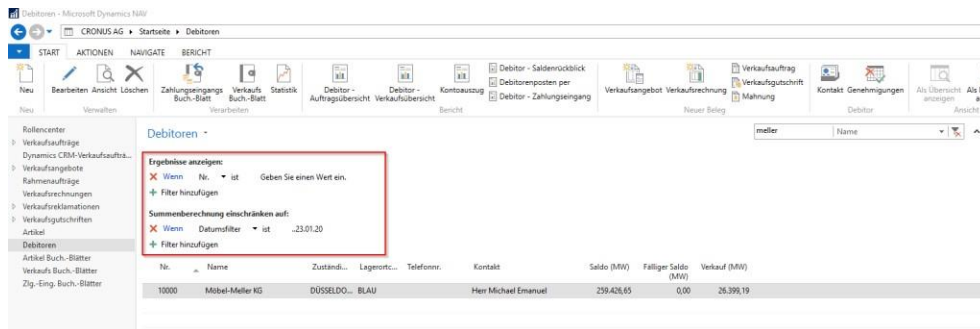 Debitoren - Microsoft Dynamics NAV
CRONUS AG ▸ Startseite ▸ Debitoren
START AKTIONEN NAVIGATE BERICHT
Neu Bearbeiten Ansicht Löschen Zahlungseingangs Buch.-Blatt Verkaufs Buch.-Blatt Statistik Debitor - Auftragsübersicht Debitor - Verkaufsübersicht Kontoauszug
Debitor - Saldenrückblick
Debitorenposten per
Debitor - Zahlungseingang
Verkaufsangebot Verkaufsrechnung
Verkaufsauftrag
Verkaufsgutschrift
Mahnung
Kontakt Genehmigungen Als Übersicht anzeigen Als
Neu Verwalten Verarbeiten Bericht Neuer Beleg Debitor Ansicht
Rollencenter
Verkaufsaufträge
Dynamics CRM-Verkaufsaufträ...
Verkaufsangebote
Rahmenaufträge
Verkaufsrechnungen
Verkaufsreklamationen
Verkaufsgutschriften
Artikel
Debitoren
Artikel Buch.-Blätter
Verkaufs Buch.-Blätter
Zlg.-Eing. Buch.-Blätter
Debitoren
meller Name
Ergebnisse anzeigen:
Wenn Nr. ist Geben Sie einen Wert ein.
Filter hinzufügen
Summenberechnung einschränken auf:
Wenn Datumsfilter ist ..23.01.20
Filter hinzufügen
Nr. Name Zuständi... Lagerortc... Telefonnr. Kontakt Saldo (MW) Fälliger Saldo (MW) Verkauf (MW)
10000 Möbel-Meller KG DÜSSELDO... BLAU Herr Michael Emanuel 259.426,65 0,00 26.399,19